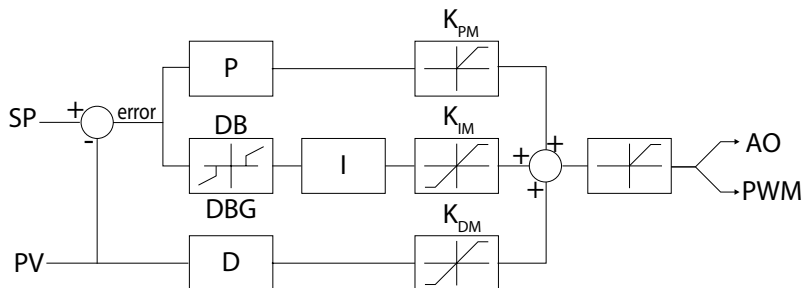 K_PM
P
SP
+
-
error
DB
DBG
I
K_IM
+
+
+
AO
PWM
K_DM
PV
D